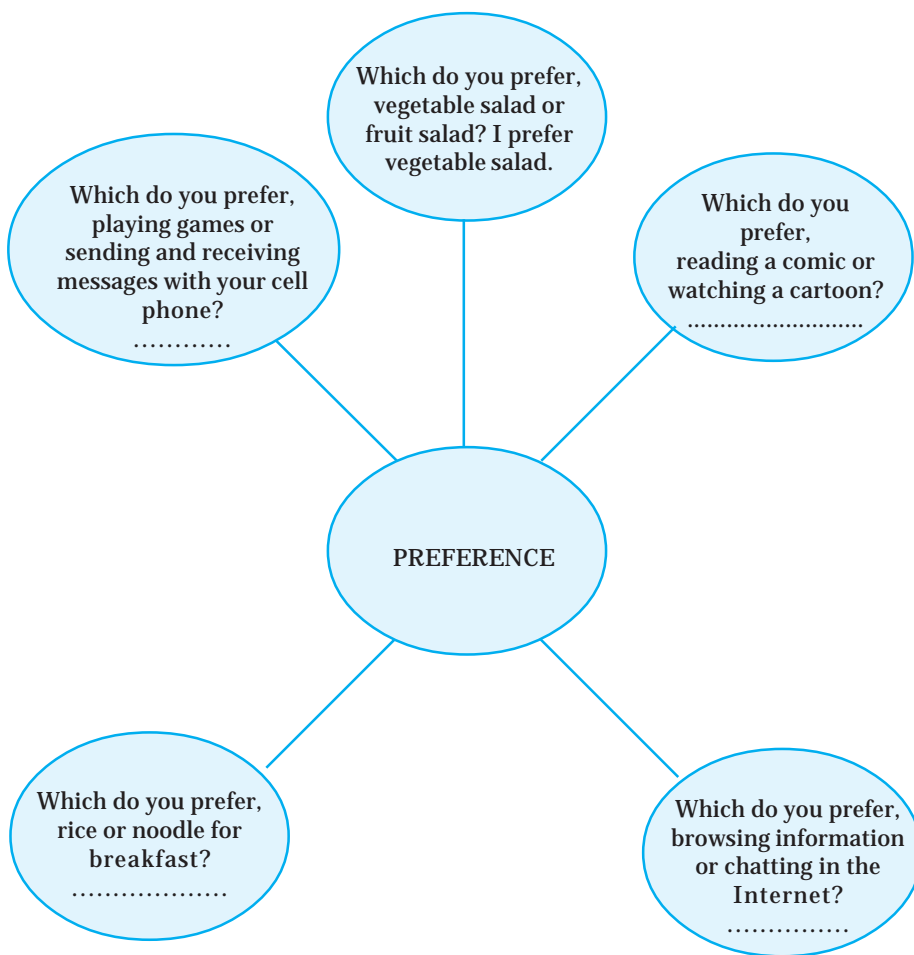 Which do you prefer,
vegetable salad or
fruit salad? I prefer
vegetable salad.
Which do you prefer,
playing games or
sending and receiving
messages with your cell
phone?
............
Which do you
prefer,
reading a comic or
watching a cartoon?
...........................
PREFERENCE
Which do you prefer,
rice or noodle for
breakfast?
...................
Which do you prefer,
browsing information
or chatting in the
Internet?
...............